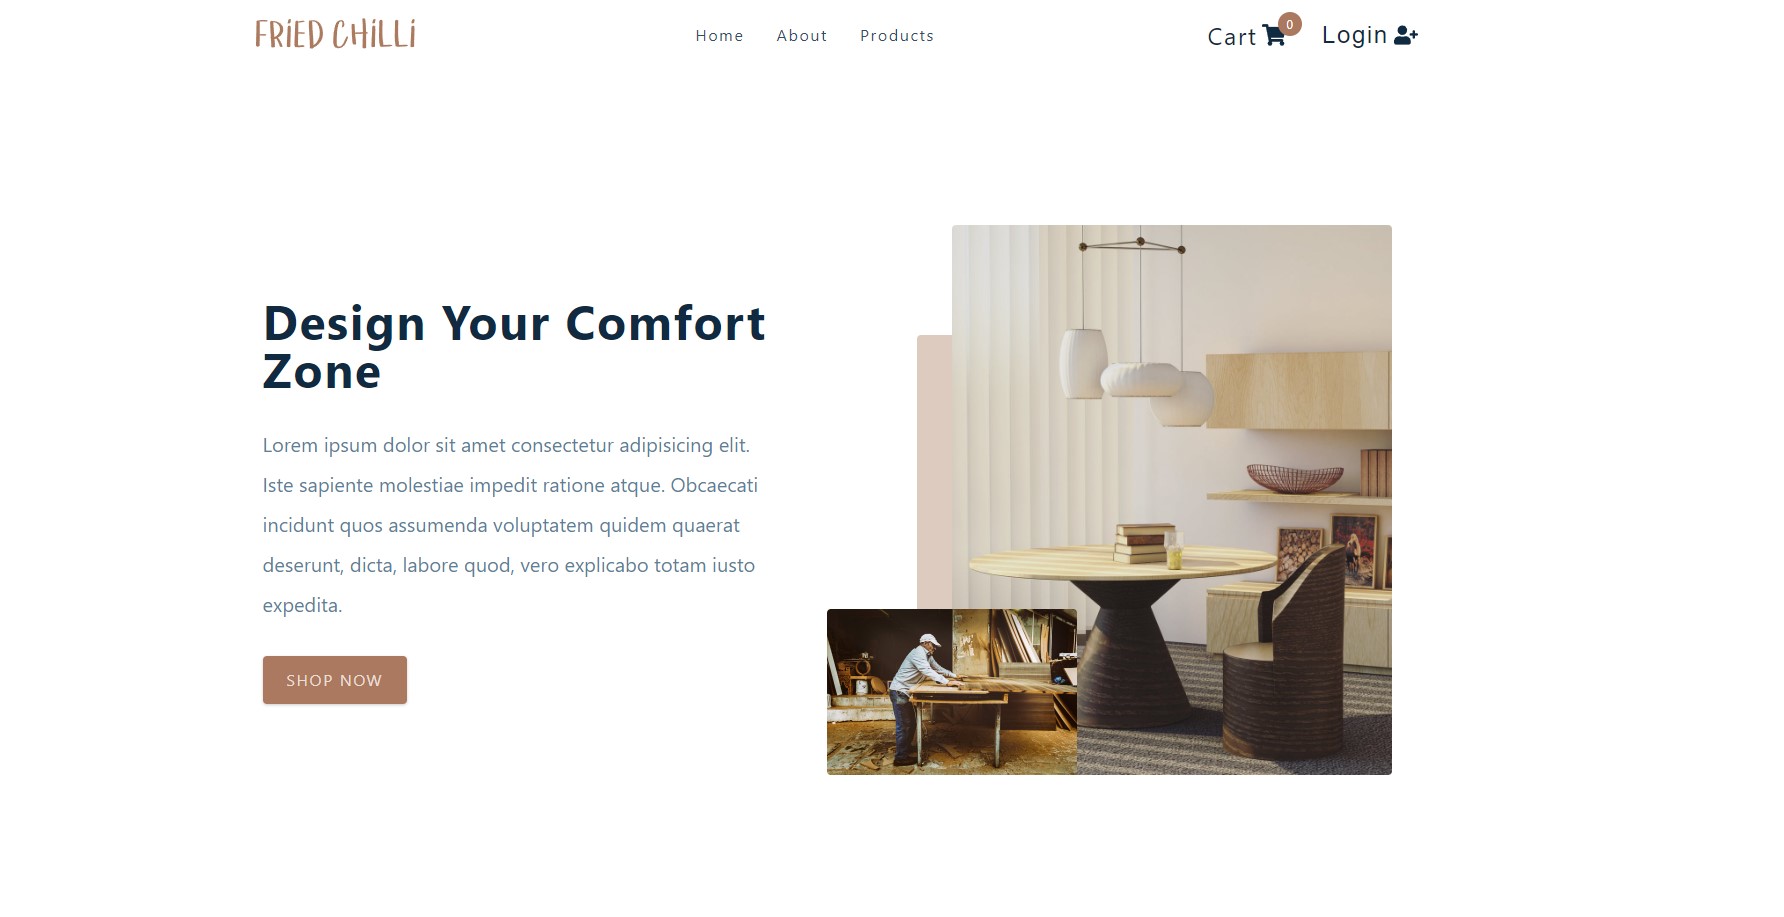 FRiED CHiLLi
Home About Products
Cart 0 Login
Design Your Comfort
Zone
Lorem ipsum dolor sit amet consectetur adipisicing elit.
Iste sapiente molestiae impedit ratione atque. Obcaecati
incidunt quos assumenda voluptatem quidem quaerat
deserunt, dicta, labore quod, vero explicabo totam iusto
expedita.
SHOP NOW